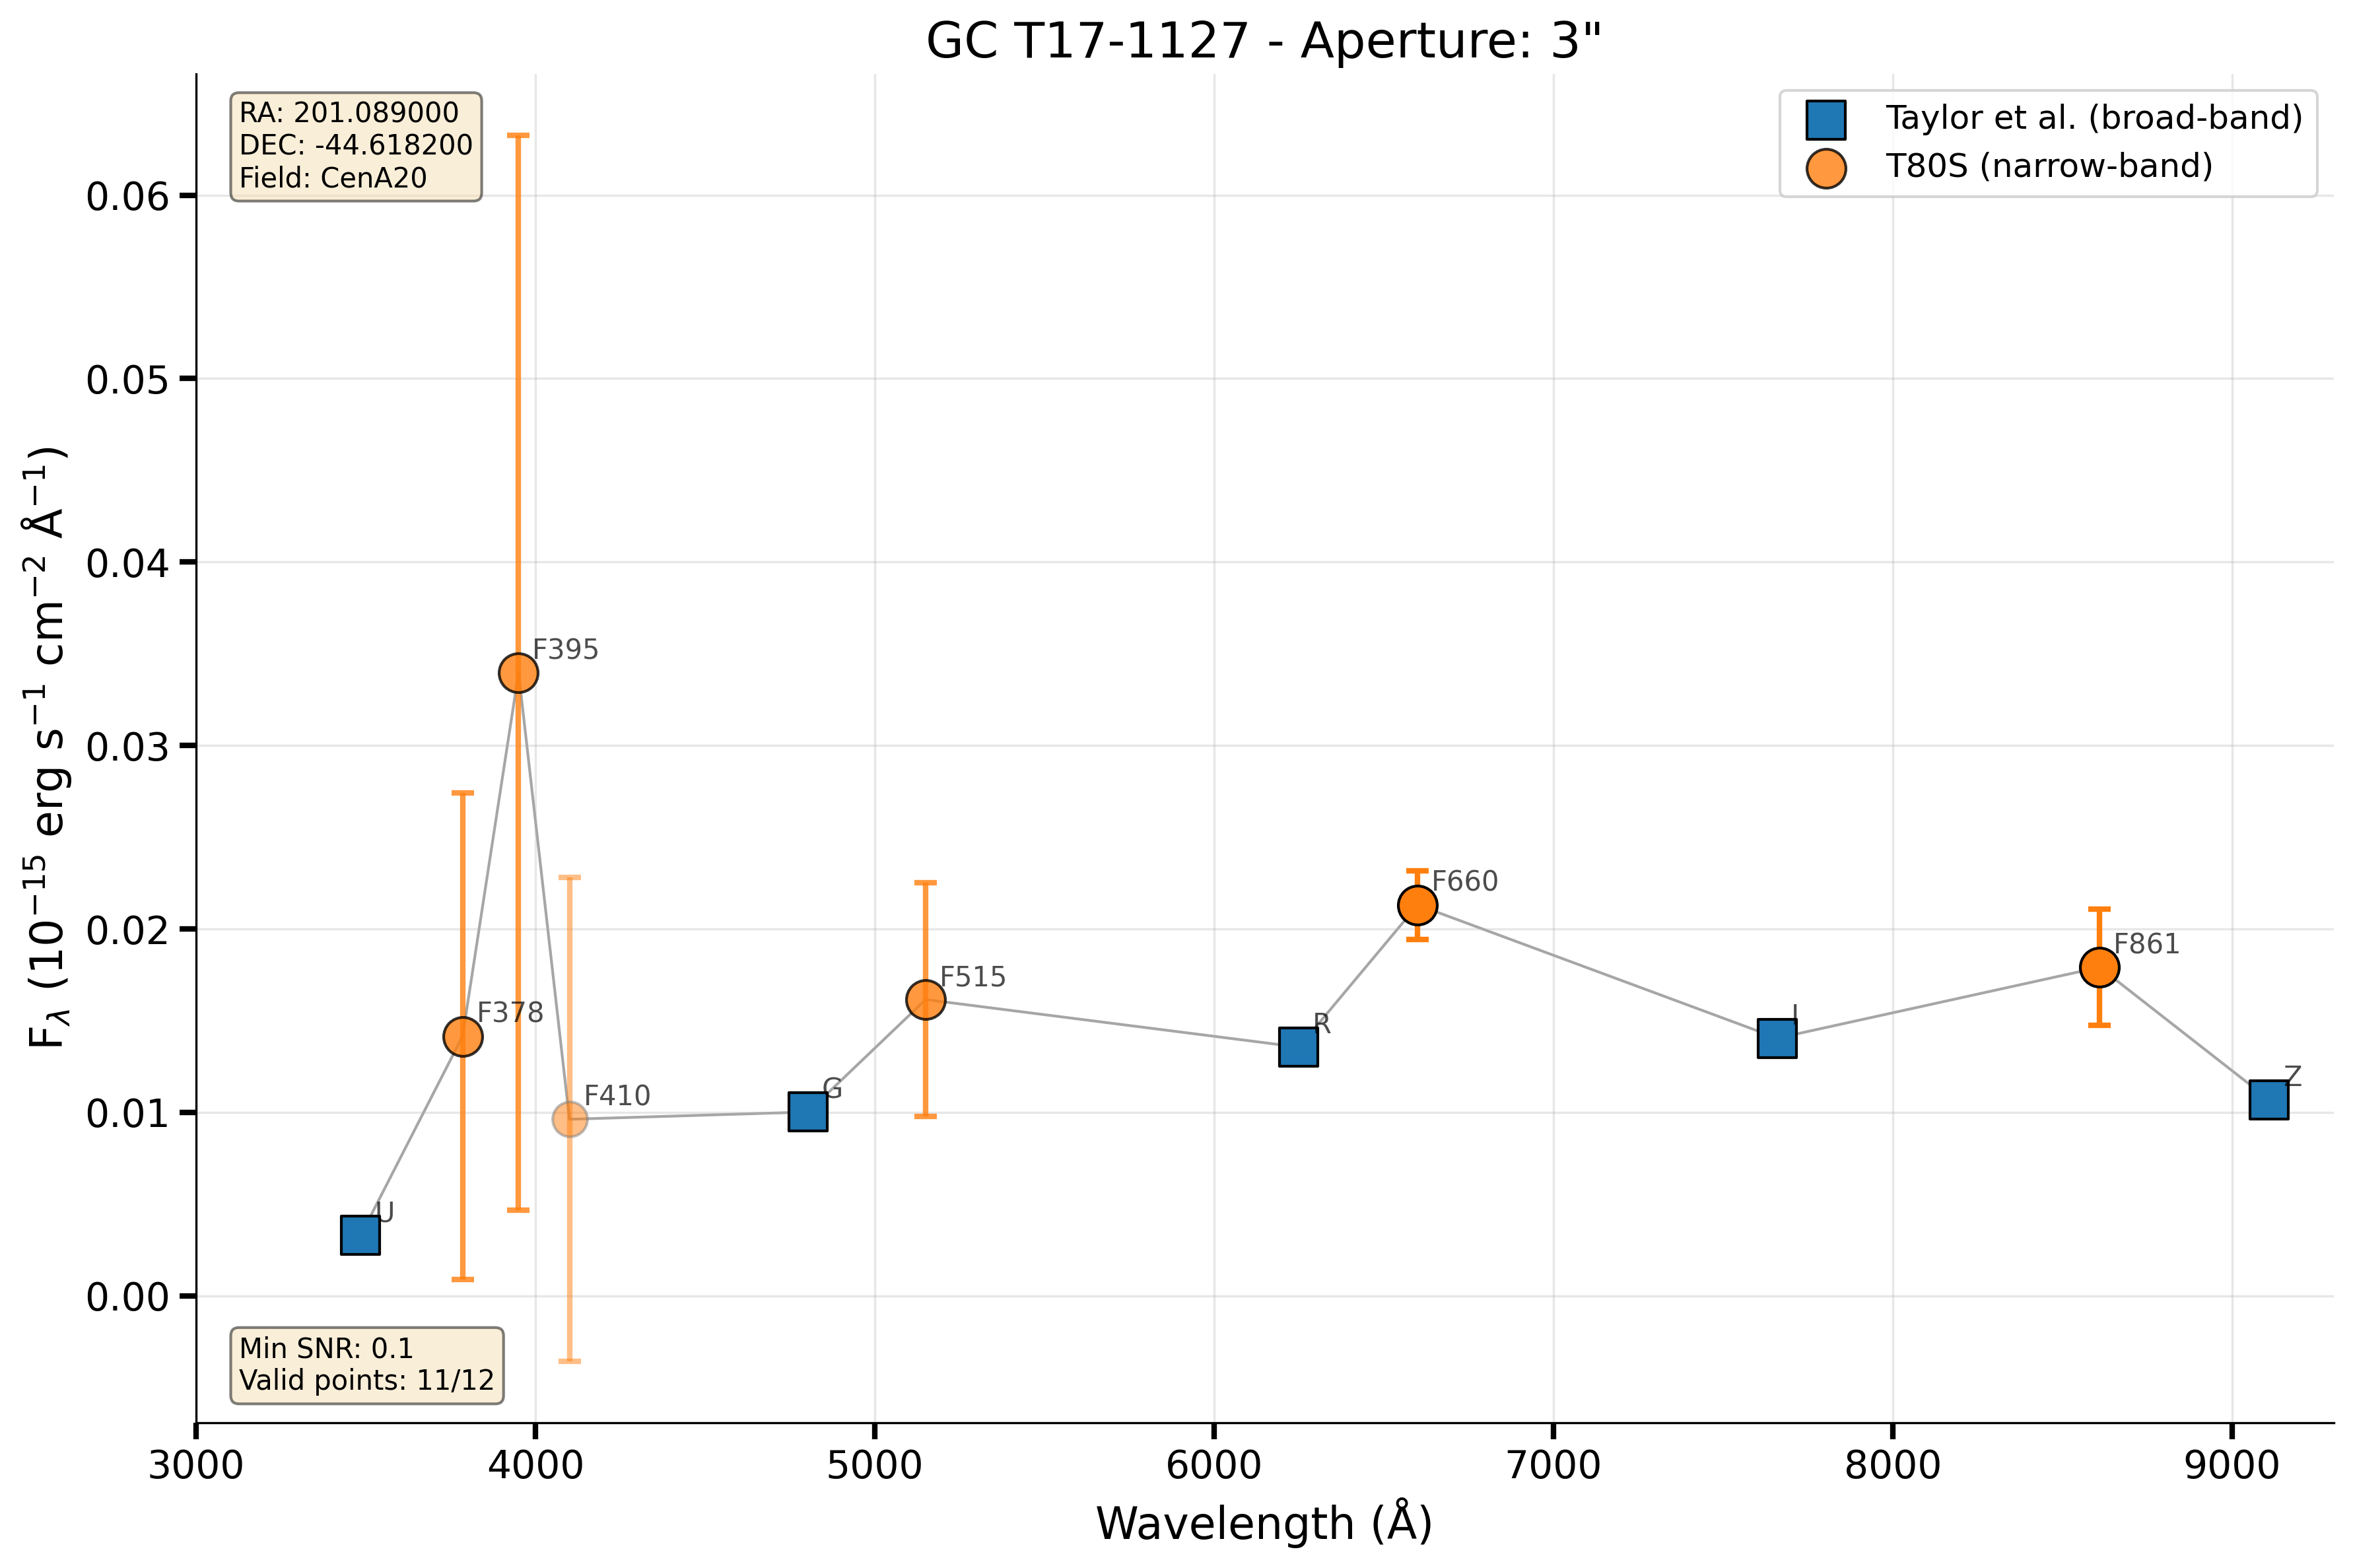 GC T17-1127 - Aperture: 3"
RA: 201.089000
DEC: -44.618200
Field: CenA20
Taylor et al. (broad-band)
T80S (narrow-band)
F_λ (10⁻¹⁵ erg s⁻¹ cm⁻² Å⁻¹)
0.06
0.05
0.04
0.03
0.02
0.01
0.00
U
F378
F395
F410
G
F515
R
F660
I
F861
Z
Min SNR: 0.1
Valid points: 11/12
3000 4000 5000 6000 7000 8000 9000
Wavelength (Å)